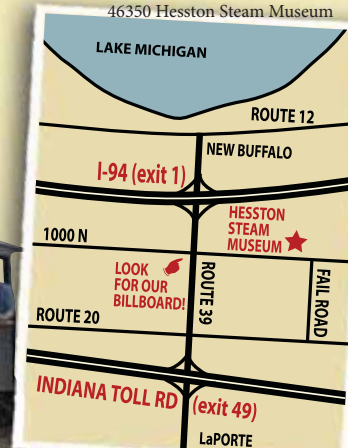 46350 Hesston Steam Museum
LAKE MICHIGAN
ROUTE 12
NEW BUFFALO
I-94 (exit 1)
HESSTON
STEAM
MUSEUM
1000 N
LOOK
FOR OUR
BILLBOARD!
ROUTE 39
FAIL ROAD
ROUTE 20
INDIANA TOLL RD (exit 49)
LaPORTE